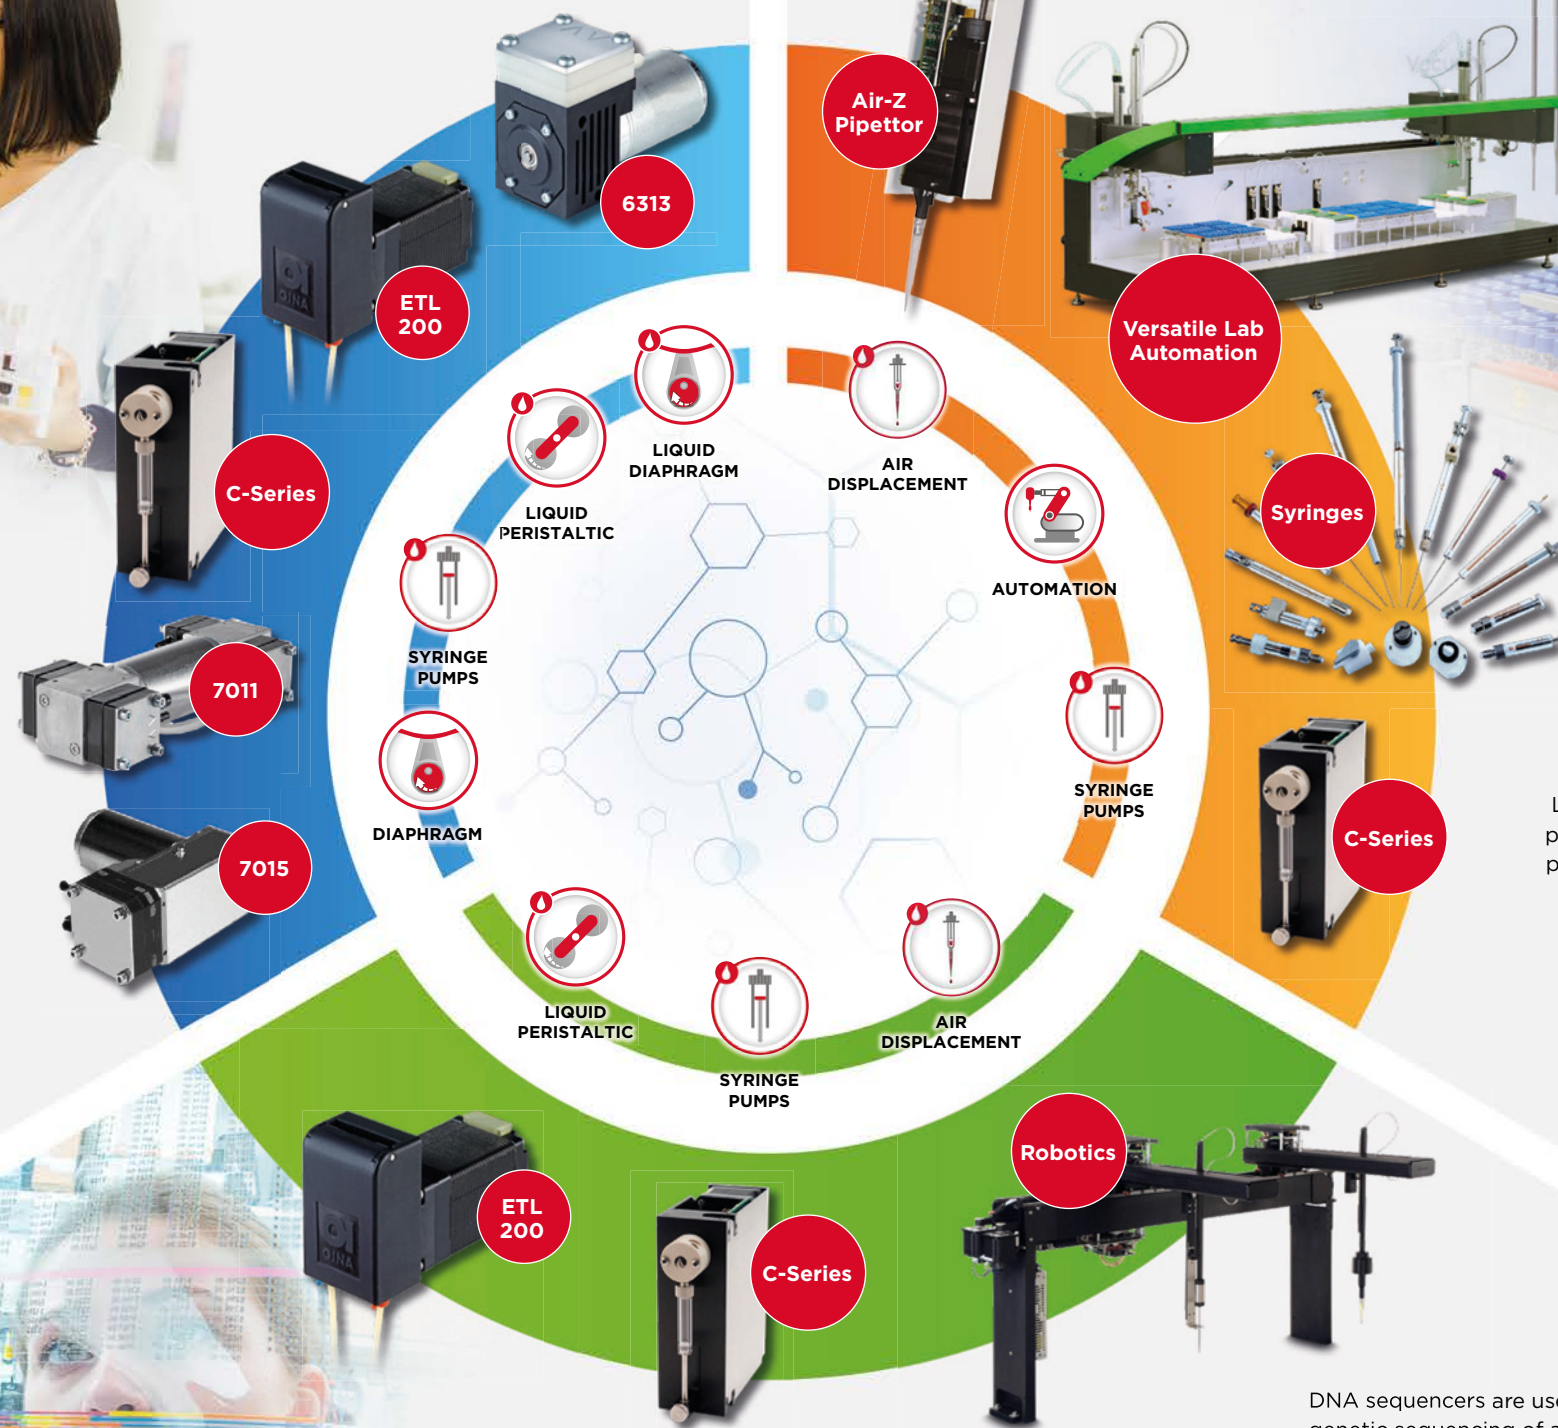 Air-Z
Pipettor
6313
ETL
200
Versatile Lab
Automation
C-Series
Syringes
LIQUID
DIAPHRAGM
AIR
DISPLACEMENT
LIQUID
PERISTALTIC
AUTOMATION
SYRINGE
PUMPS
7011
SYRINGE
PUMPS
DIAPHRAGM
C-Series
7015
LIQUID
PERISTALTIC
AIR
DISPLACEMENT
SYRINGE
PUMPS
Robotics
ETL
200
C-Series
DNA sequencers are